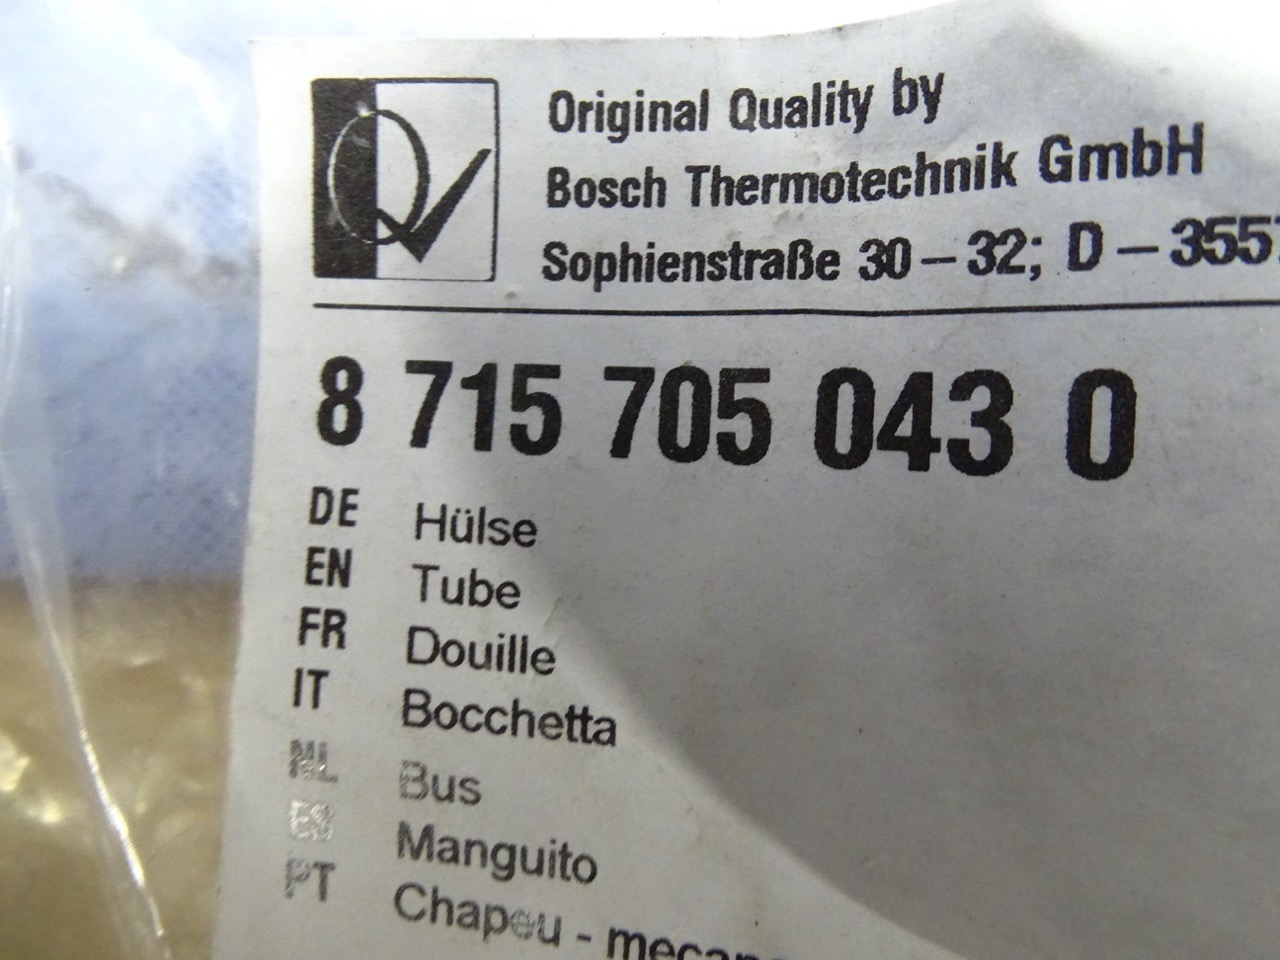 Original Quality by
Bosch Thermotechnik GmbH
Sophienstraße 30 – 32; D – 3557
8 715 705 043 0
DE Hülse
EN Tube
FR Douille
IT Bocchetta
NL Bus
ES Manguito
PT Chapeu -